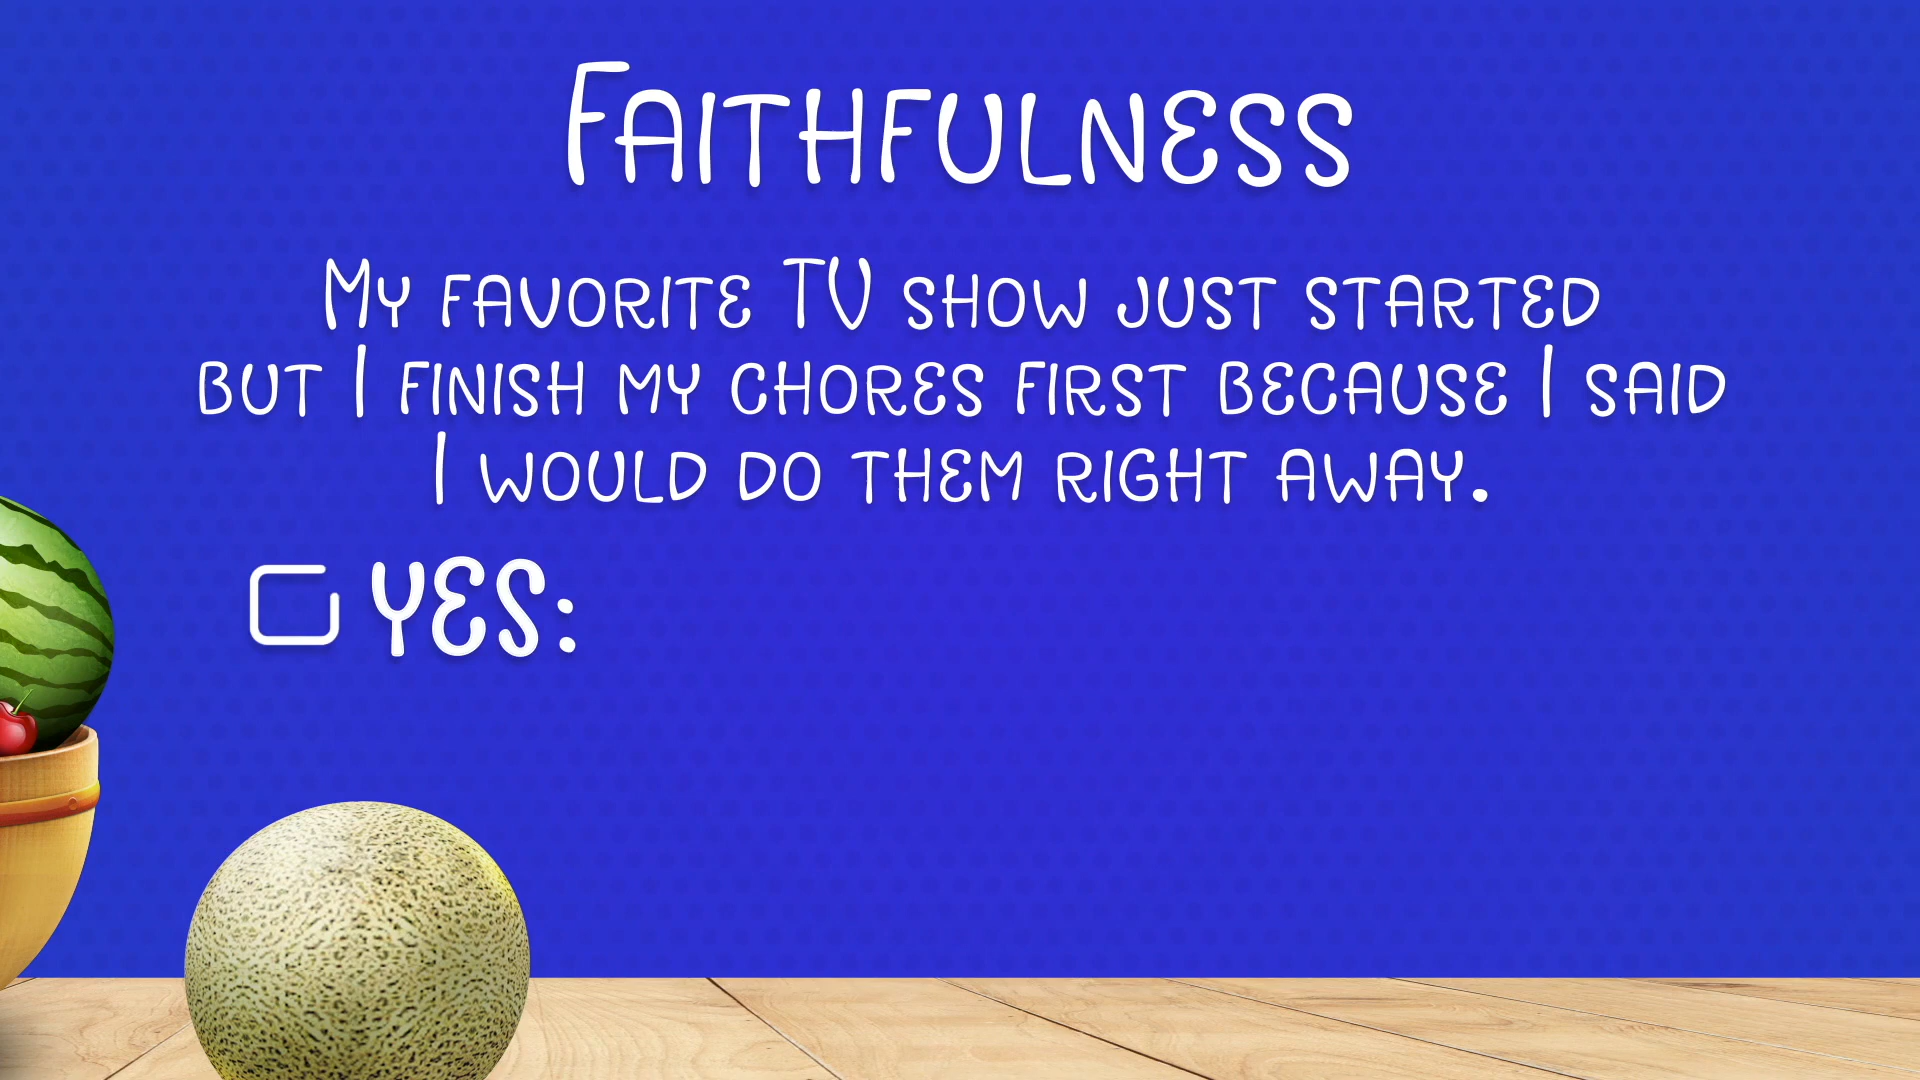 Faithfulness
My favorite TV show just started
but I finish my chores first because I said
I would do them right away.
☐ Yes: